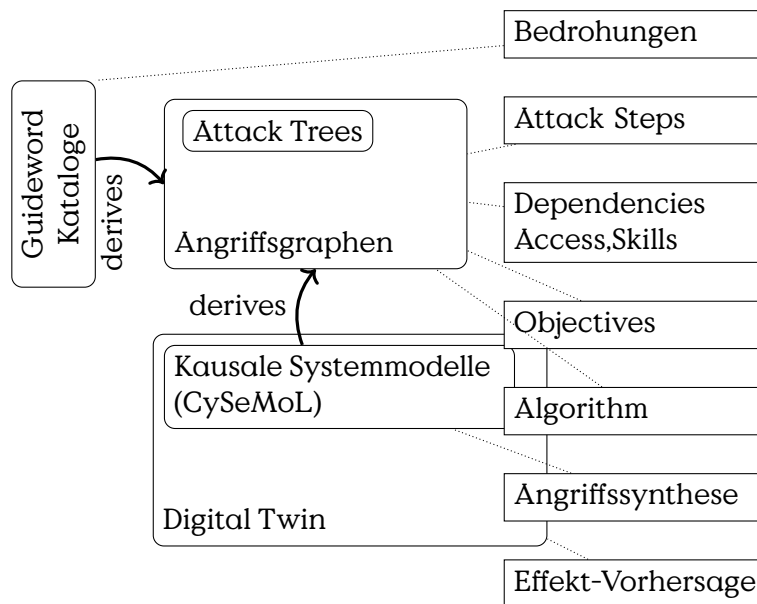 Bedrohungen
Guideword
Kataloge
derives
Attack Trees
Angriffsgraphen
Attack Steps
Dependencies
Access,Skills
derives
Objectives
Kausale Systemmodelle
(CySeMoL)
Algorithm
Angriffssynthese
Digital Twin
Effekt-Vorhersage